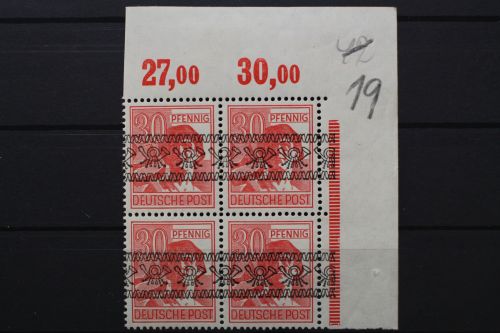 42
27,00 30,00
19
30 PFENNIG 30 PFENNIG
DEUTSCHE POST DEUTSCHE POST
30 PFENNIG 30 PFENNIG
DEUTSCHE POST DEUTSCHE POST